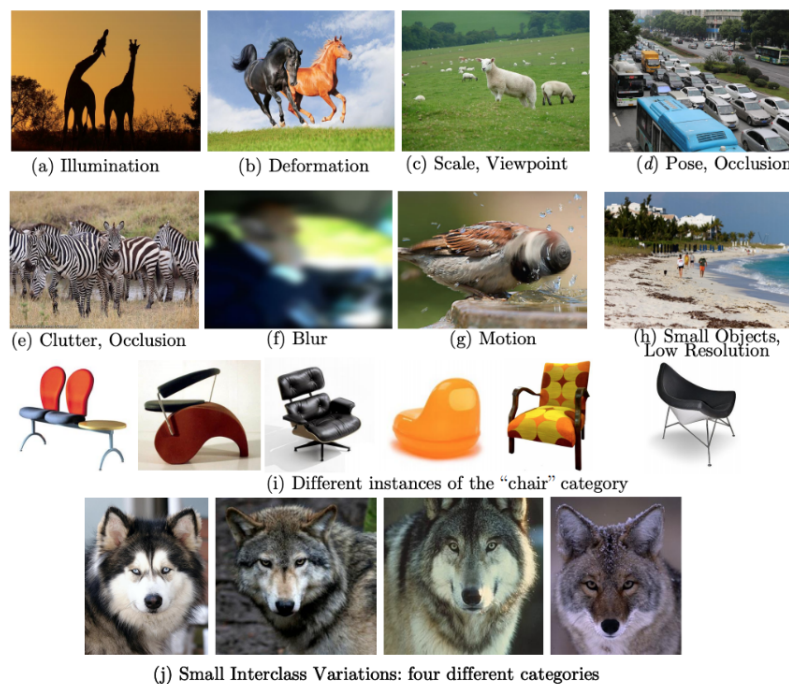 (a) Illumination
(b) Deformation
(c) Scale, Viewpoint
(d) Pose, Occlusion
(e) Clutter, Occlusion
(f) Blur
(g) Motion
(h) Small Objects,
Low Resolution
(i) Different instances of the “chair” category
(j) Small Interclass Variations: four different categories